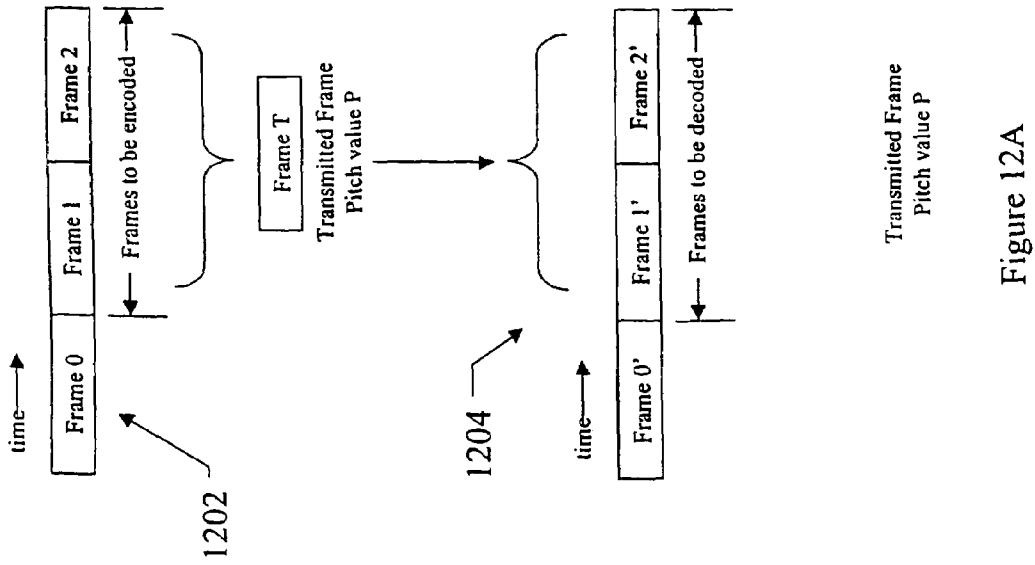 time
Frame 0 Frame 1 Frame 2
Frames to be encoded
1202
Frame T
Transmitted Frame
Pitch value P
1204
time
Frame 0' Frame 1' Frame 2'
Frames to be decoded
Transmitted Frame
Pitch value P
Figure 12A